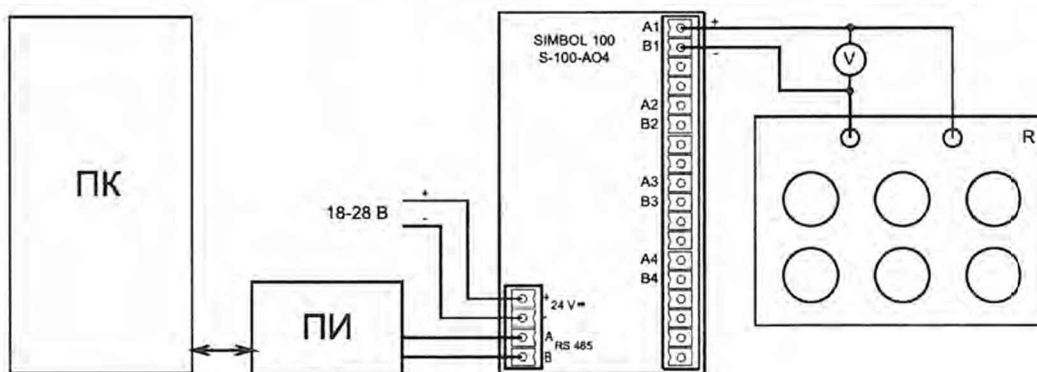 ПК
18-28 В
+
-
ПИ
SIMBOL 100
S-100-AO4
+
24 V
-
A
RS 485
B
A1
B1
A2
B2
A3
B3
A4
B4
+
-
V
R